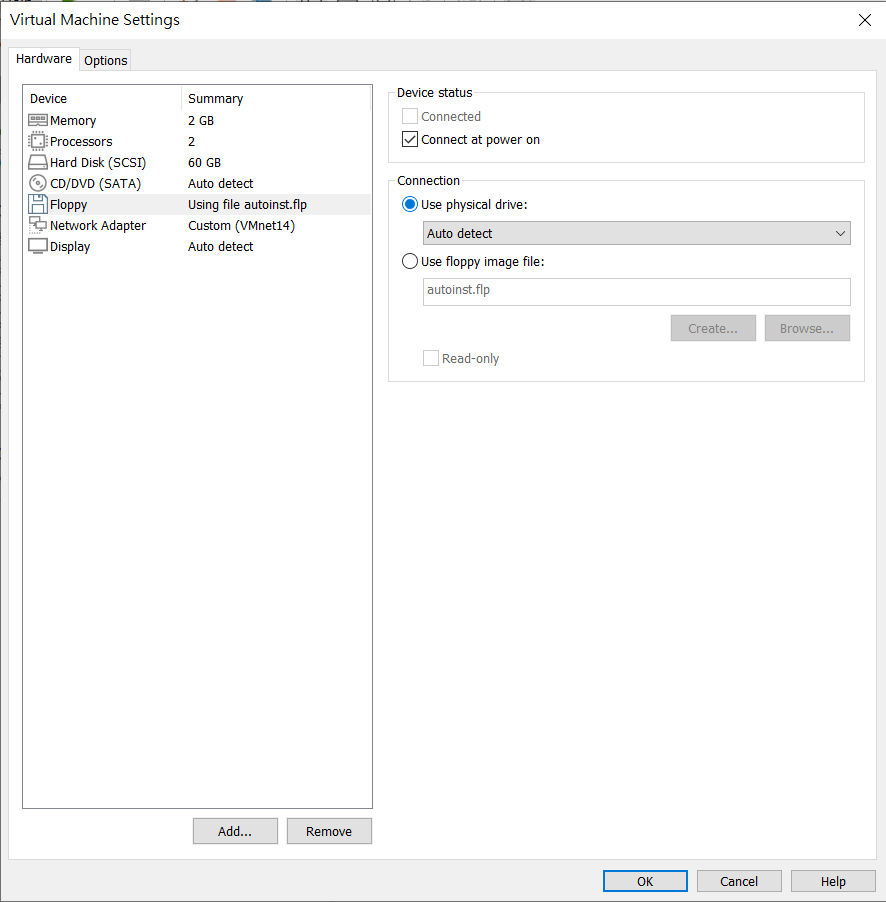 Virtual Machine Settings
Hardware
Options
Device Summary
Memory 2 GB
Processors 2
Hard Disk (SCSI) 60 GB
CD/DVD (SATA) Auto detect
Floppy Using file autoinst.flp
Network Adapter Custom (VMnet14)
Display Auto detect
Add...
Remove
Device status
Connected
Connect at power on
Connection
Use physical drive:
Auto detect
Use floppy image file:
autoinst.flp
Create...
Browse...
Read-only
OK
Cancel
Help